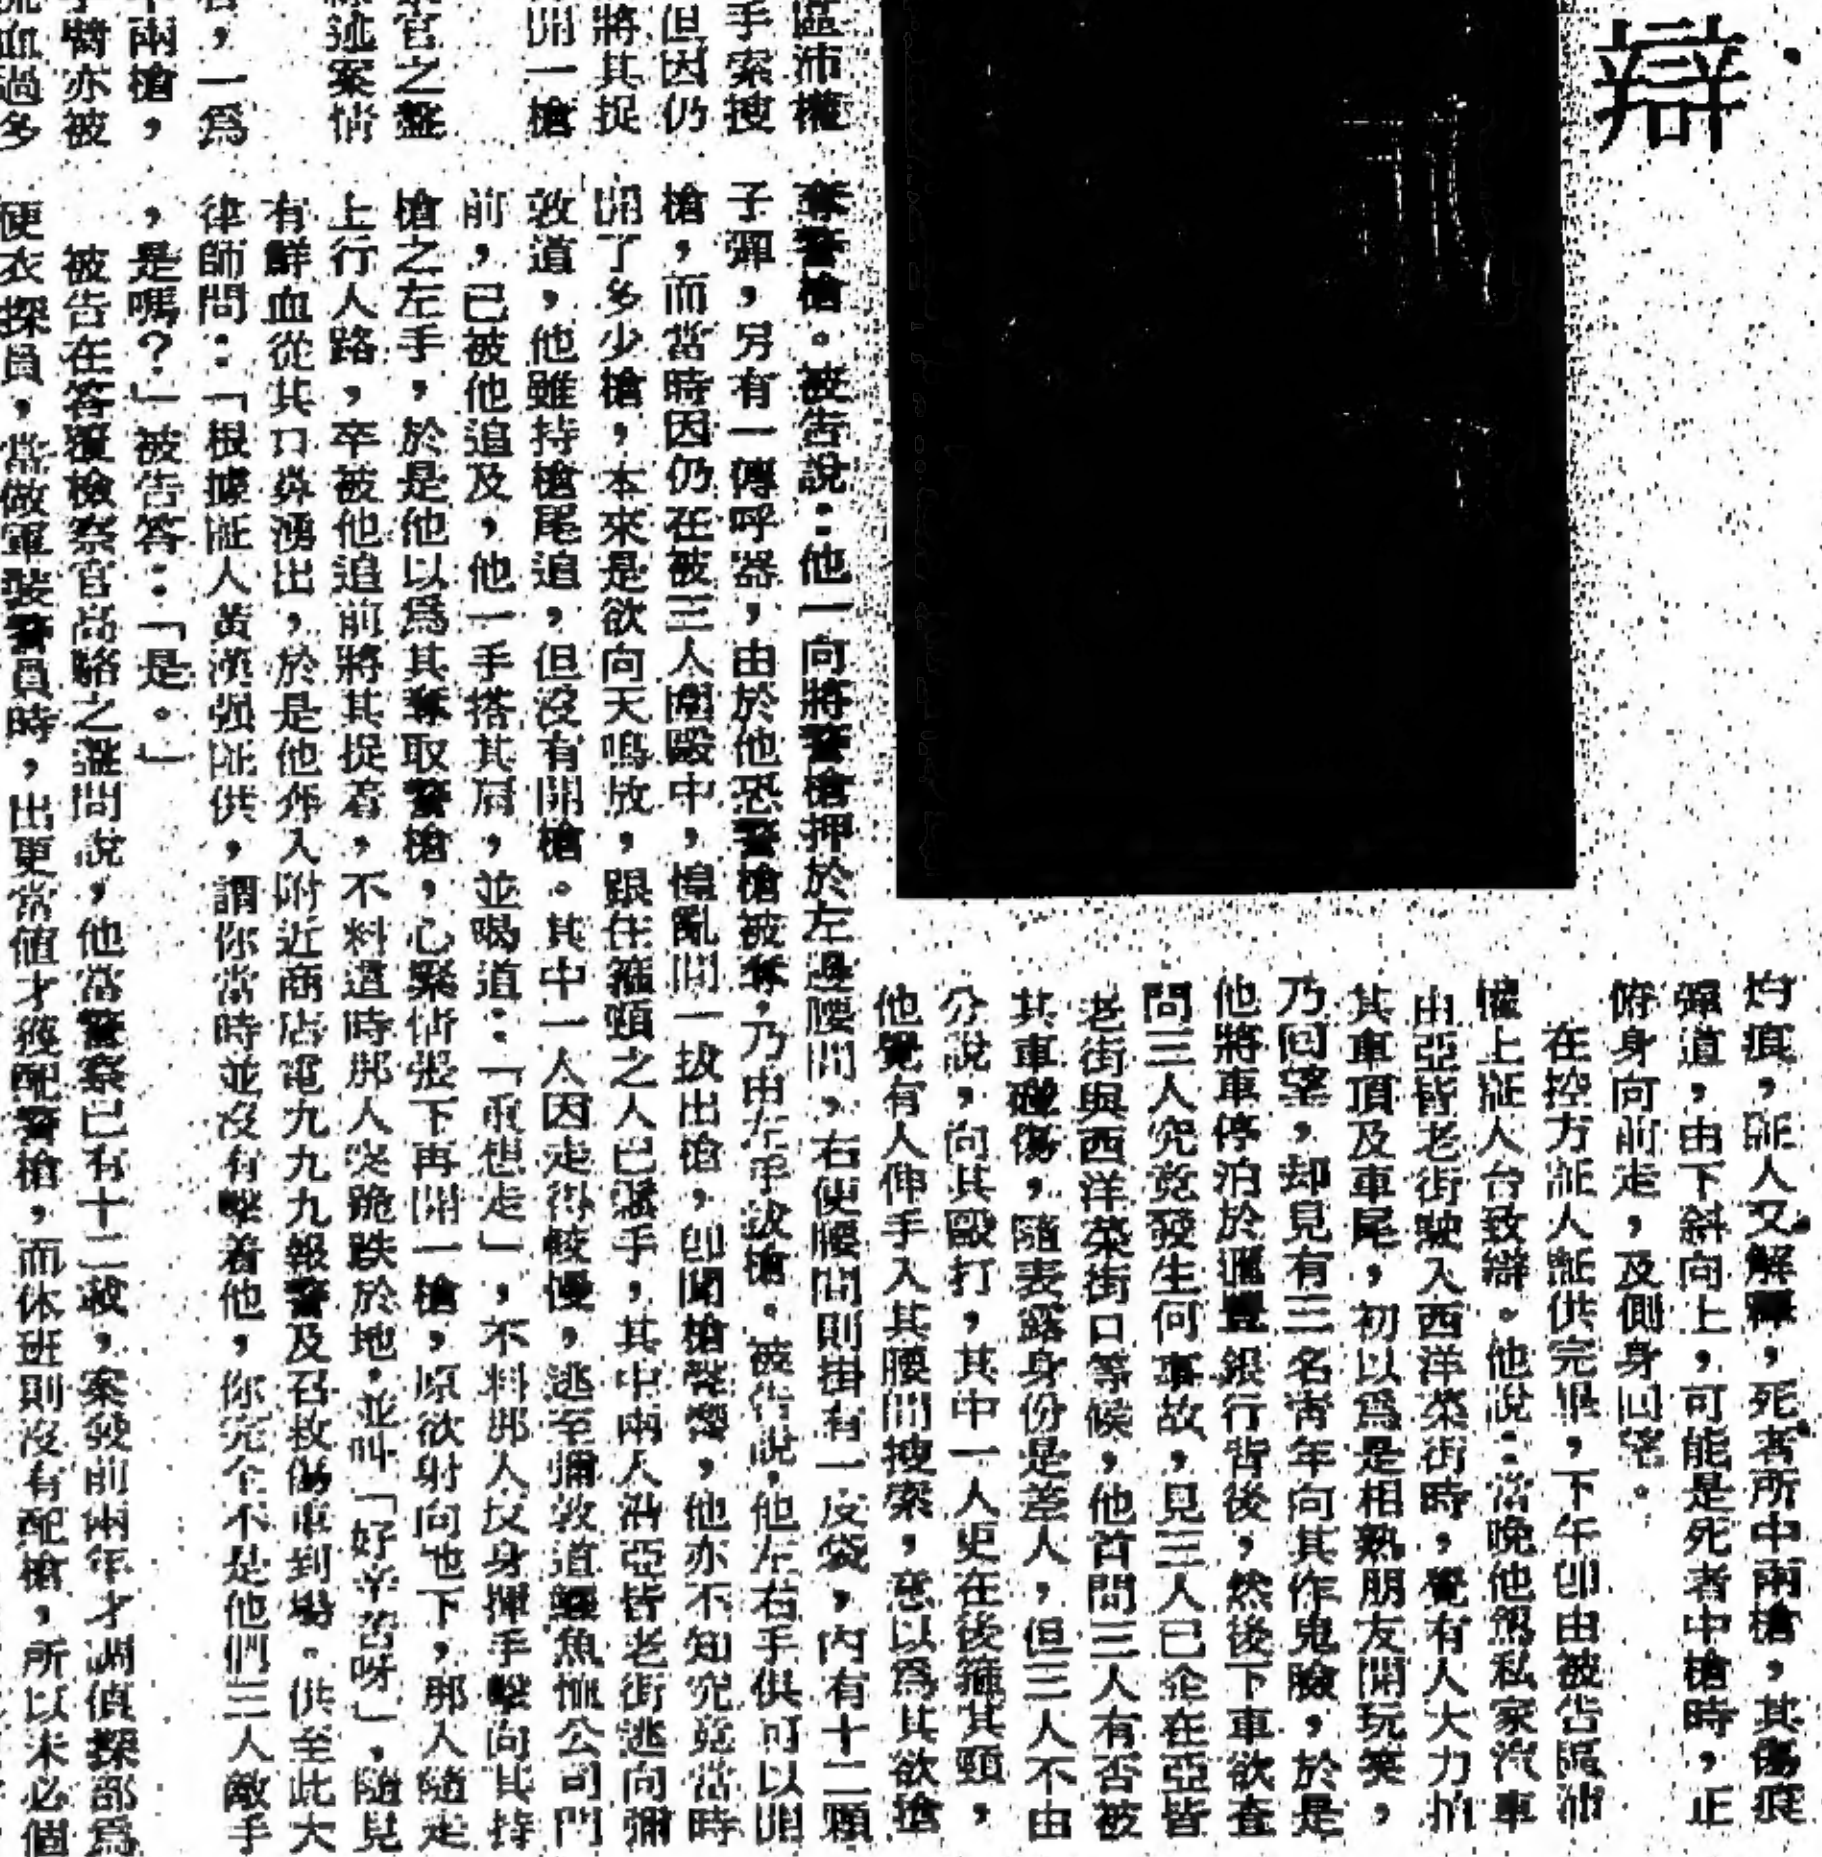 辯
灼痕，証人又解釋，死者所中兩槍，其傷痕
彈道，由下斜向上，可能是死者中槍時，正
俯身向前走，及側身回望。
在控方証人証供完畢，下午卽由被告區沛
權上証人台致辯。他說：當晚他駕私家汽車
由亞皆老街駛入西洋菜街時，覺有人大力拍
其車頂及車尾，初以爲是相熟朋友開玩笑，
乃回望，却見有三名靑年向其作鬼臉，於是
他將車停泊於滙豐銀行背後，然後下車欲查
問三人究竟發生何事故，見三人已企在亞皆
老街與西洋菜街口等候，他首問三人有否被
其車碰傷，隨表露身份是差人，但三人不由
分說，向其毆打，其中一人更在後箍其頸，
他覺有人伸手入其腰間搜索，意以爲其欲搶
區沛權
手索搜
但因仍
將其捉
開一槍
官之盤
述案情
，一爲
兩槍，
亦被
血過多
奪警槍。被告說：他一向將警槍押於左邊腰間，右便腰間則掛有一皮袋，內有十二顆
子彈，另有一傳呼器，由於他恐警槍被奪，乃由左手拔槍。被告說，他左右手俱可以開
槍，而當時因仍在被三人圍毆中，惶亂間一拔出槍，卽聞槍聲響，他亦不知究竟當時
開了多少槍，本來是欲向天鳴放，跟住箍頸之人已鬆手，其中兩人沿亞皆老街逃向彌
敦道，他雖持槍尾追，但沒有開槍。其中一人因走得較慢，逃至彌敦道鱷魚恤公司門
前，已被他追及，他一手搭其肩，並喝道：「重想走」，不料那人反身揮手擊向其持
槍之左手，於是他以爲其奪取警槍，心緊張下再開一槍，原欲射向地下，那人隨走
上行人路，卒被他追前將其捉着，不料這時那人突跪跌於地，並叫「好辛苦呀」，隨見
有鮮血從其口鼻湧出，於是他奔入附近商店電九九九報警及召救傷車到塲。供至此大
律師問：「根據証人黃漢强証供，謂你當時並沒有擊着他，你完全不是他們三人敵手
，是嗎？」被告答：「是。」
被告在答覆檢察官高駱之盤問說，他當警察已有十二載，案發前兩年才調偵探部爲
便衣探員，當做軍裝警員時，出更當値才獲配警槍，而休班則沒有配槍，所以未必個